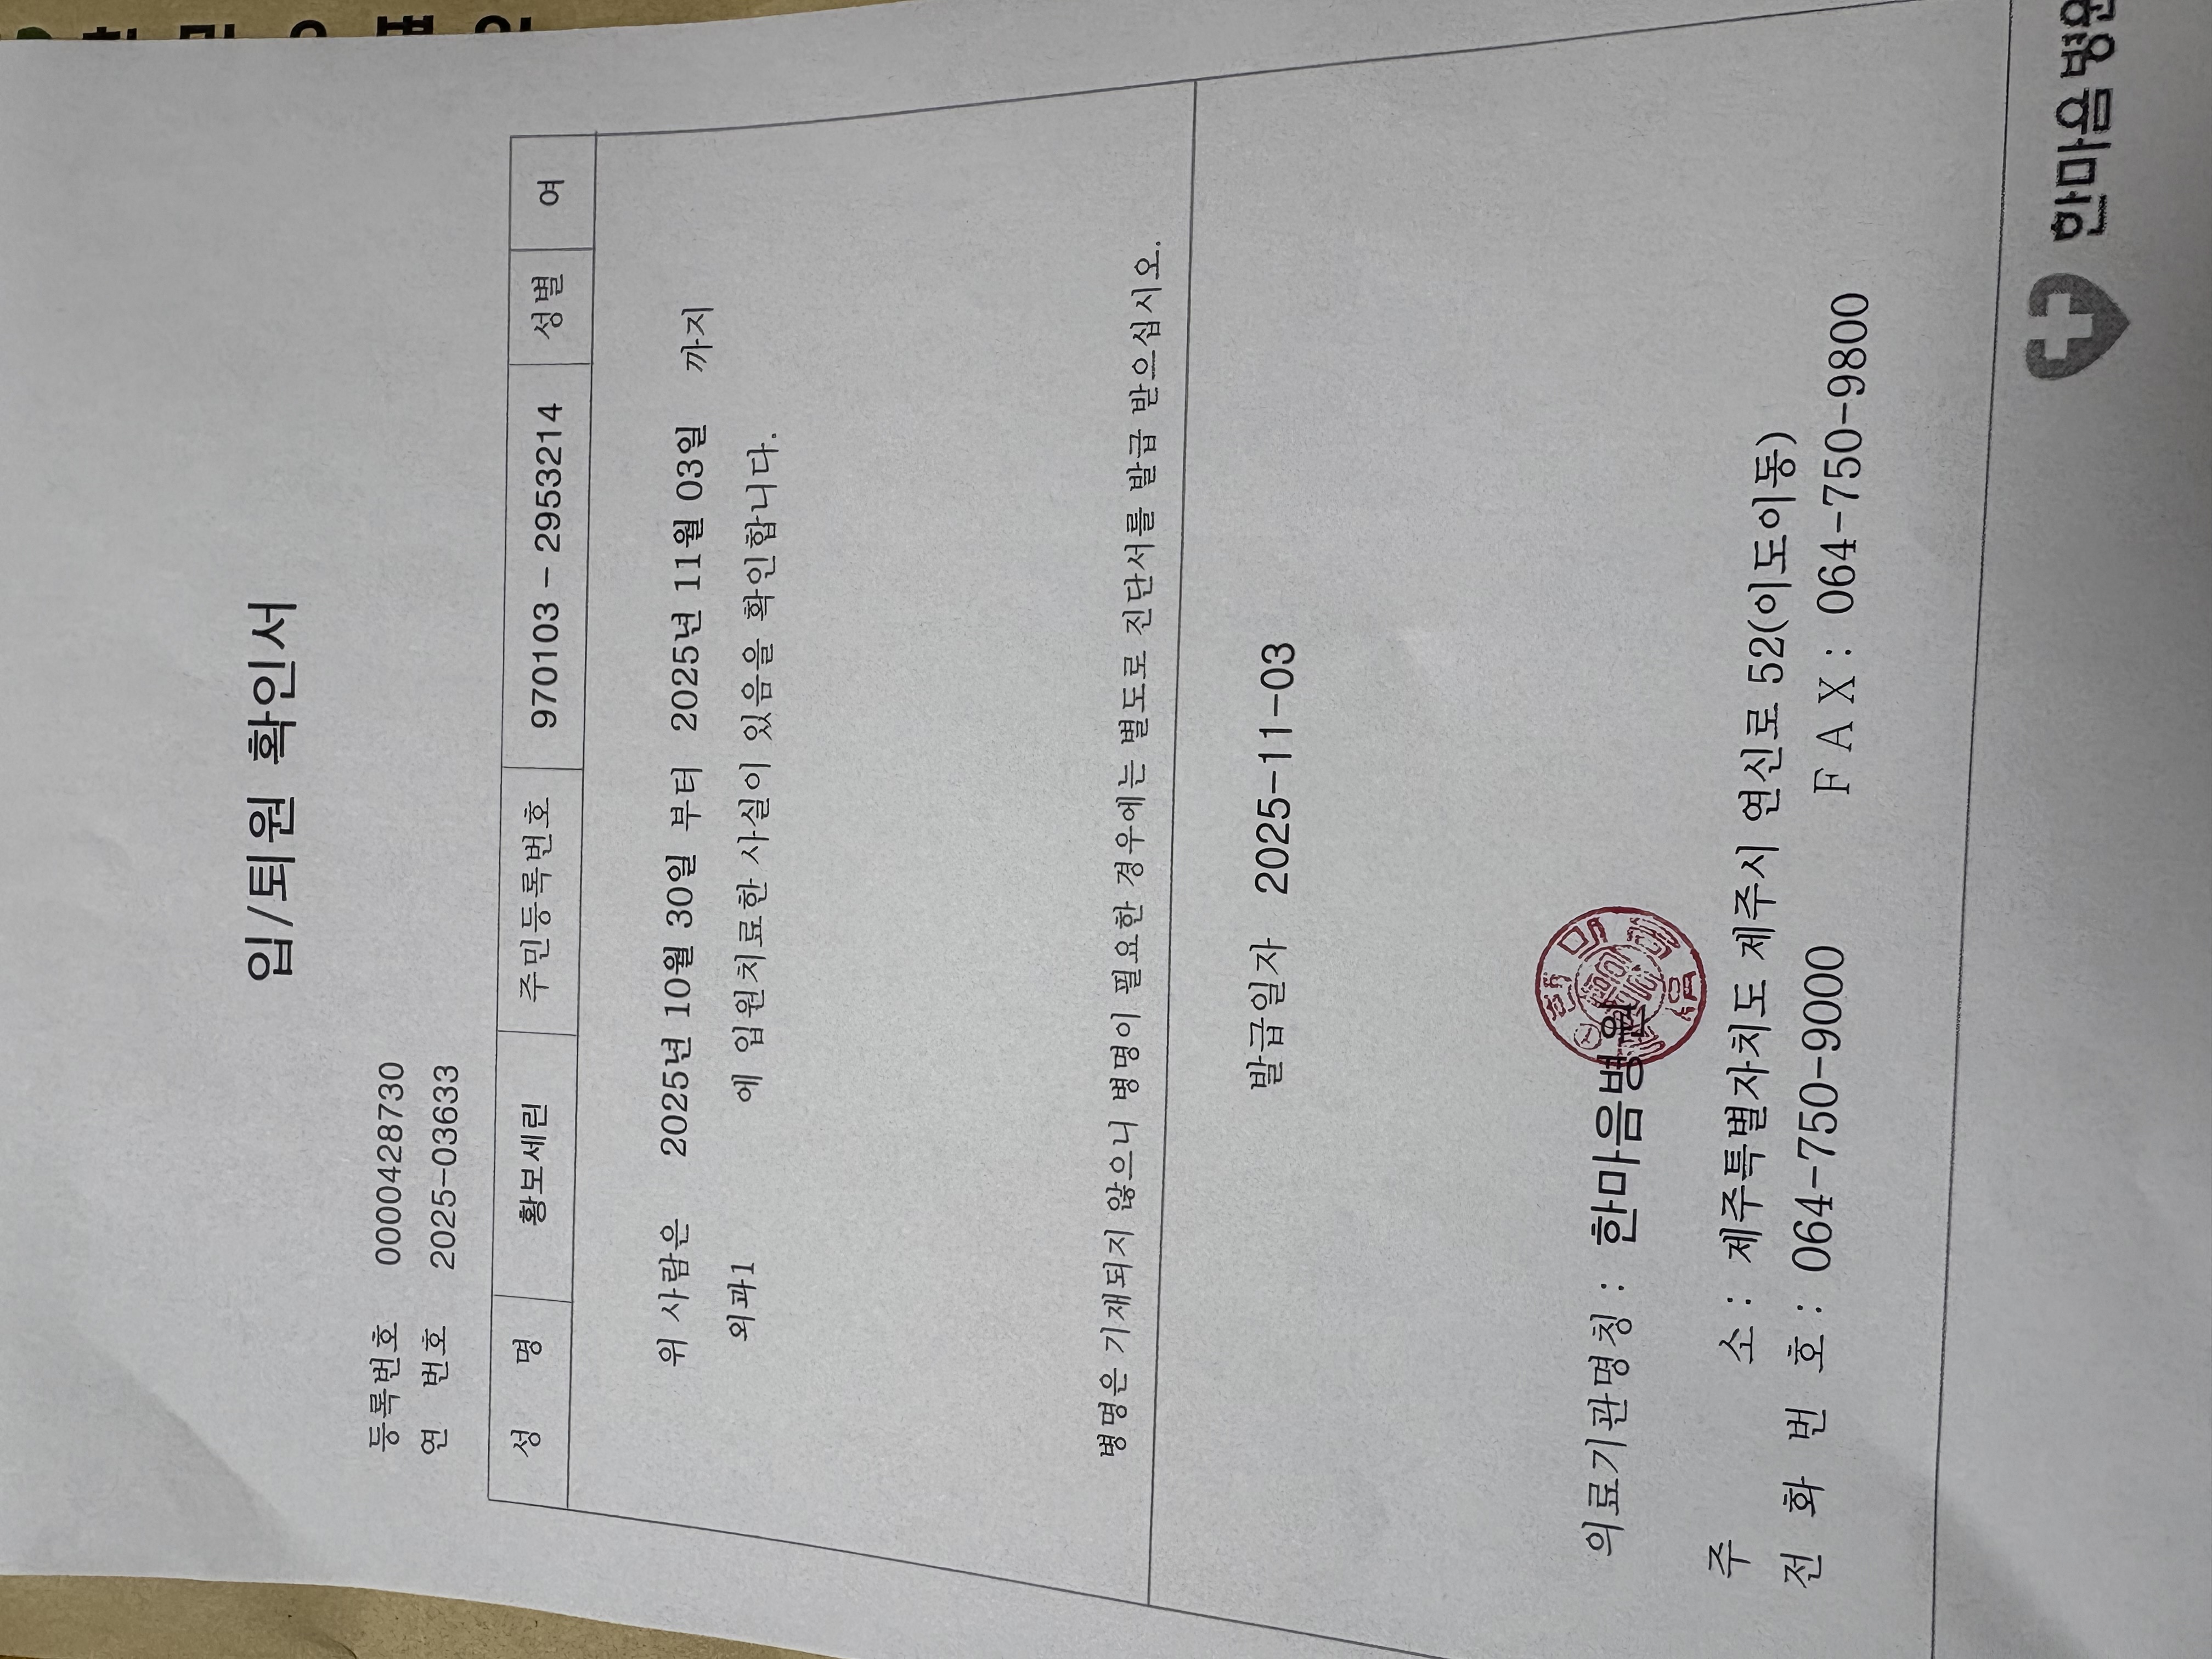 입/퇴원 확인서
등록번호 0000428730
연 번호 2025-03633
성 명 황보세린 주민등록번호 970103 - 2953214 성별 여
위 사람은 2025년 10월 30일 부터 2025년 11월 03일 까지
외과1 에 입원치료한 사실이 있음을 확인합니다.
병명은 기재되지 않으니 병명이 필요한 경우에는 별도로 진단서를 발급 받으십시오.
발급일자 2025-11-03
의료기관명칭 : 한마음병원
주 소 : 제주특별자치도 제주시 연신로 52(이도이동)
전 화 번 호 : 064-750-9000 F A X : 064-750-9800
한마음병원